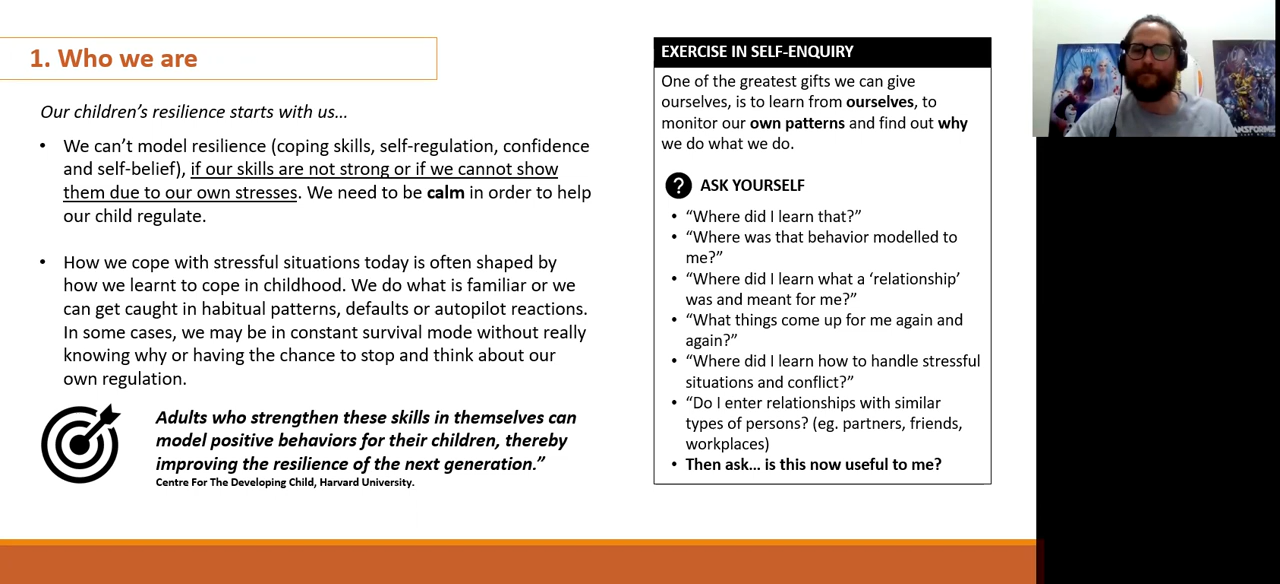 1. Who we are
Our children's resilience starts with us...
• We can't model resilience (coping skills, self-regulation, confidence
and self-belief), if our skills are not strong or if we cannot show
them due to our own stresses. We need to be calm in order to help
our child regulate.
• How we cope with stressful situations today is often shaped by
how we learnt to cope in childhood. We do what is familiar or we
can get caught in habitual patterns, defaults or autopilot reactions.
In some cases, we may be in constant survival mode without really
knowing why or having the chance to stop and think about our
own regulation.
Adults who strengthen these skills in themselves can
model positive behaviors for their children, thereby
improving the resilience of the next generation.”
Centre For The Developing Child, Harvard University.
EXERCISE IN SELF-ENQUIRY
One of the greatest gifts we can give
ourselves, is to learn from ourselves, to
monitor our own patterns and find out why
we do what we do.
? ASK YOURSELF
• “Where did I learn that?”
• “Where was that behavior modelled to
me?”
• “Where did I learn what a ‘relationship’
was and meant for me?”
• “What things come up for me again and
again?”
• “Where did I learn how to handle stressful
situations and conflict?”
• “Do I enter relationships with similar
types of persons? (eg. partners, friends,
workplaces)
• Then ask... is this now useful to me?